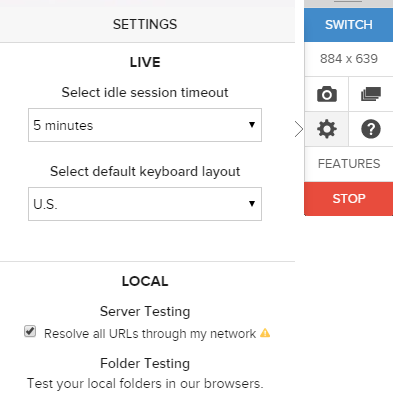 SETTINGS
LIVE
Select idle session timeout
5 minutes
Select default keyboard layout
U.S.
LOCAL
Server Testing
Resolve all URLs through my network
Folder Testing
Test your local folders in our browsers.
SWITCH
884 x 639
?
FEATURES
STOP